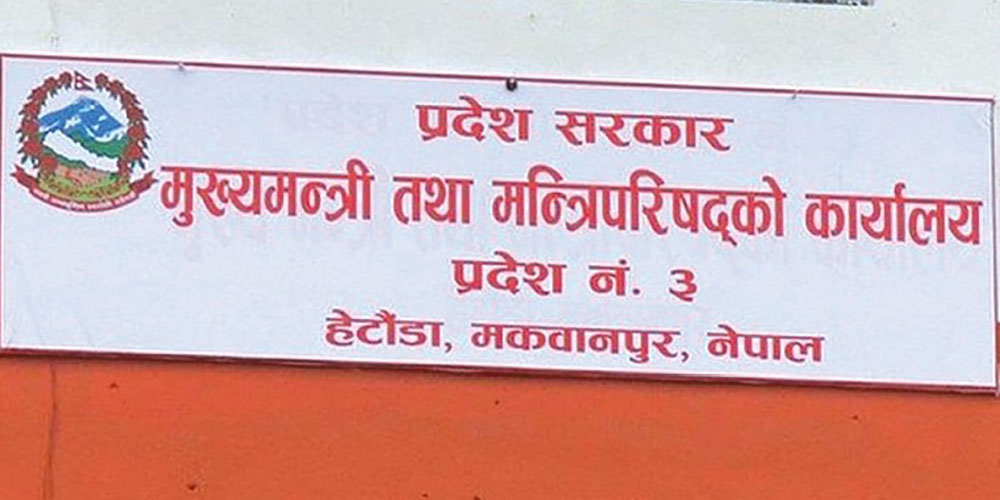 प्रदेश सरकार
मुख्यमन्त्री तथा मन्त्रिपरिषद्को कार्यालय
प्रदेश नं. ३
हेटौंडा, मकवानपुर, नेपाल